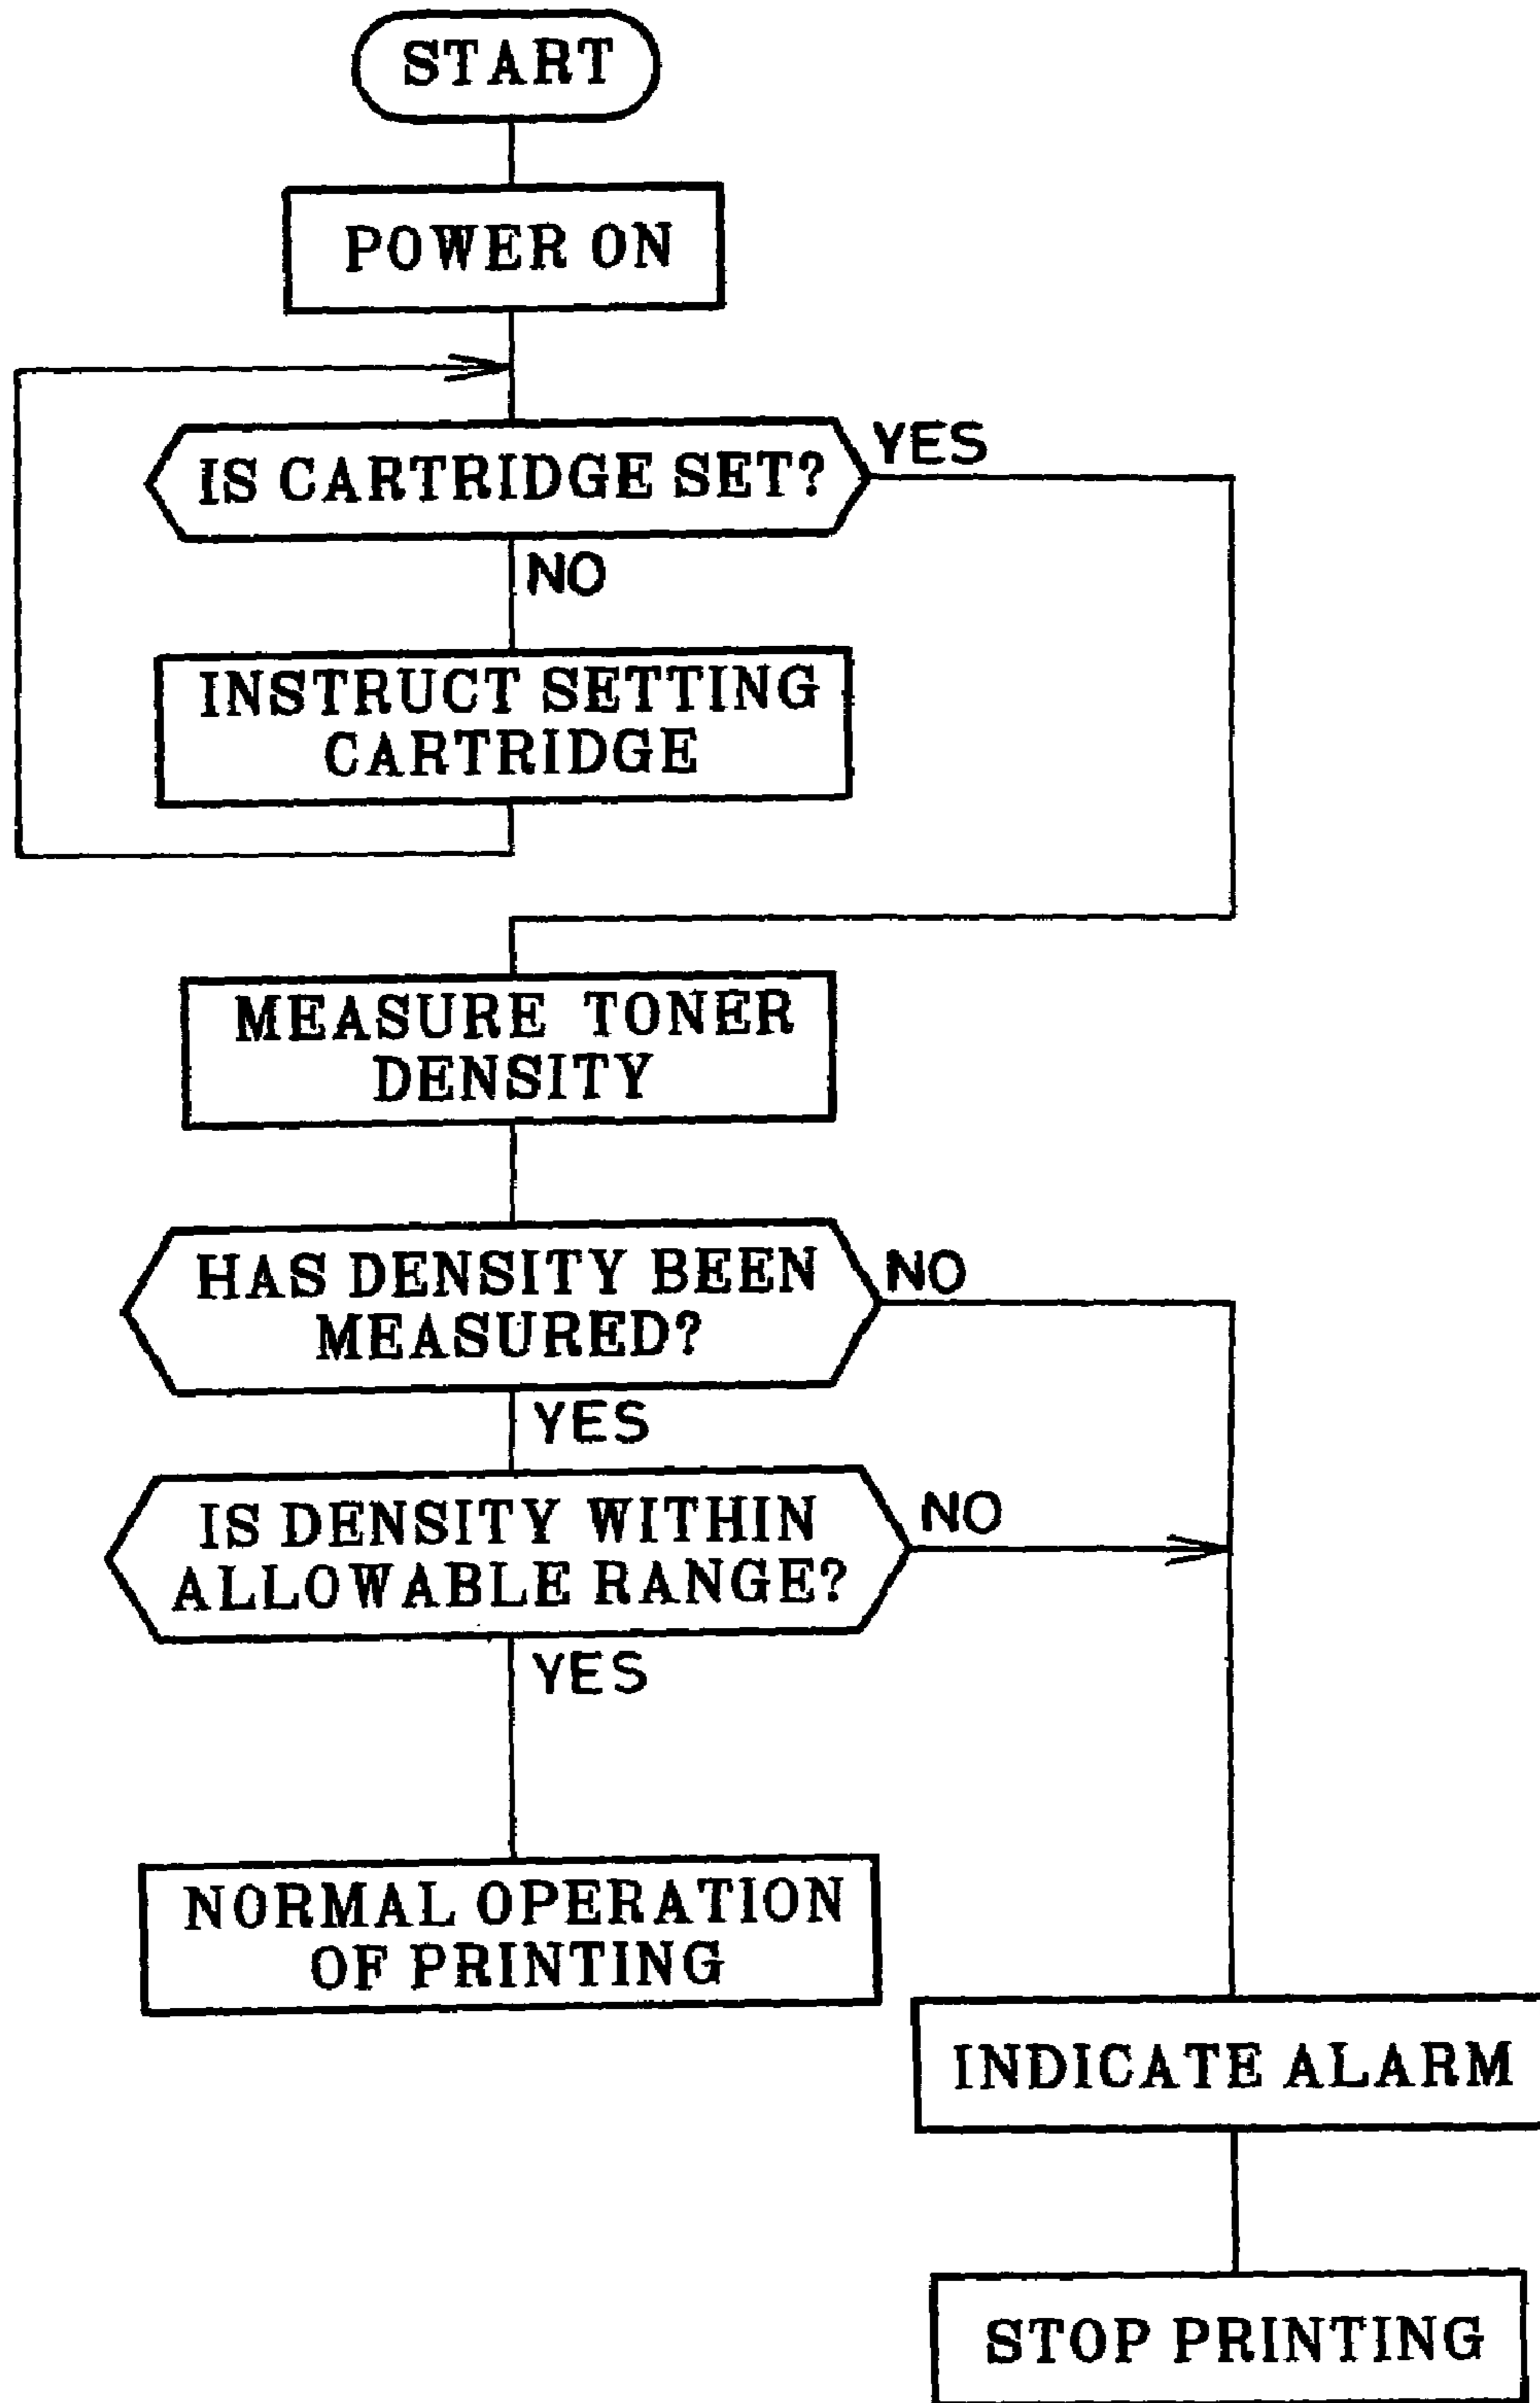 START
POWER ON
IS CARTRIDGE SET?
YES
NO
INSTRUCT SETTING
CARTRIDGE
MEASURE TONER
DENSITY
HAS DENSITY BEEN
MEASURED?
NO
YES
IS DENSITY WITHIN
ALLOWABLE RANGE?
NO
YES
NORMAL OPERATION
OF PRINTING
INDICATE ALARM
STOP PRINTING